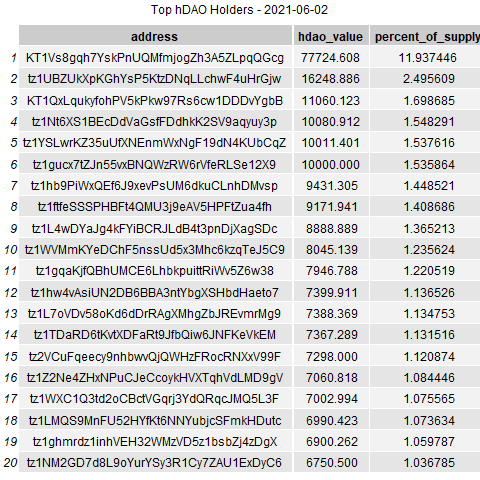 Top hDAO Holders - 2021-06-02
address hdao_value percent_of_supply
1 KT1Vs8gqh7YskPnUQMfmjogZh3A5ZLpqQGcg 77724.608 11.937446
2 tz1UBZUkXpKGhYsP5KtzDNqLLchwF4uHrGjw 16248.886 2.495609
3 KT1QxLqukyfohPV5kPkw97Rs6cw1DDDvYgbB 11060.123 1.698685
4 tz1Nt6XS1BEcDdVaGsfFDdhkK2SV9aqyuy3p 10080.912 1.548291
5 tz1YSLwrKZ35uUfXNEnmWxNgF19dN4KUbCqZ 10011.401 1.537616
6 tz1gucx7tZJn55vxBNQWzRW6rVfeRLSe12X9 10000.000 1.535864
7 tz1hb9PiWxQEf6J9xevPsUM6dkuCLnhDMvsp 9431.305 1.448521
8 tz1ftfeSSSPHBFt4QMU3j9eAV5HPFtZua4fh 9171.941 1.408686
9 tz1L4wDYaJg4kFYiBCRJLdB4t3pnDjXagSDc 8888.889 1.365213
10 tz1WVMmKYeDChF5nssUd5x3Mhc6kzqTeJ5C9 8045.139 1.235624
11 tz1gqaKjfQBhUMCE6LhbkpuittRiWv5Z6w38 7946.788 1.220519
12 tz1hw4vAsiUN2DB6BBA3ntYbgXSHbdHaeto7 7399.911 1.136526
13 tz1L7oVDv58oKd6dDrRAgXMhgZbJREvmrMg9 7388.369 1.134753
14 tz1TDaRD6tKvtXDFaRt9JfbQiw6JNFKeVkEM 7367.289 1.131516
15 tz2VCuFqeecy9nhbwvQjQWHzFRocRNXxV99F 7298.000 1.120874
16 tz1Z2Ne4ZHxNPuCJeCcoykHVXTqhVdLMD9gV 7060.818 1.084446
17 tz1WXC1Q3td2oCBctVGqrj3YdQRqcJMQ5L3F 7002.994 1.075565
18 tz1LMQS9MnFU52HYfKt6NNYubjcSFmkHDutc 6990.423 1.073634
19 tz1ghmrdz1inhVEH32WMzVD5z1bsbZj4zDgX 6900.262 1.059787
20 tz1NM2GD7d8L9oYurYSy3R1Cy7ZAU1ExDyC6 6750.500 1.036785